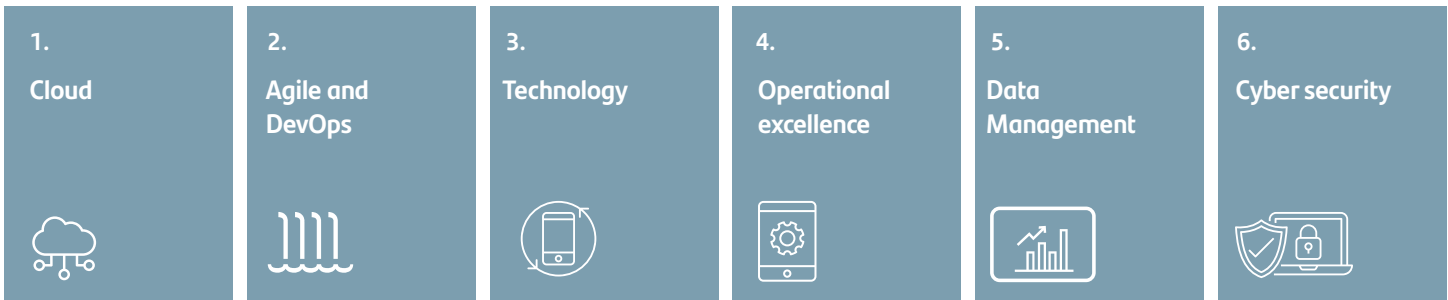 1.
Cloud
2.
Agile and
DevOps
3.
Technology
4.
Operational
excellence
5.
Data
Management
6.
Cyber security